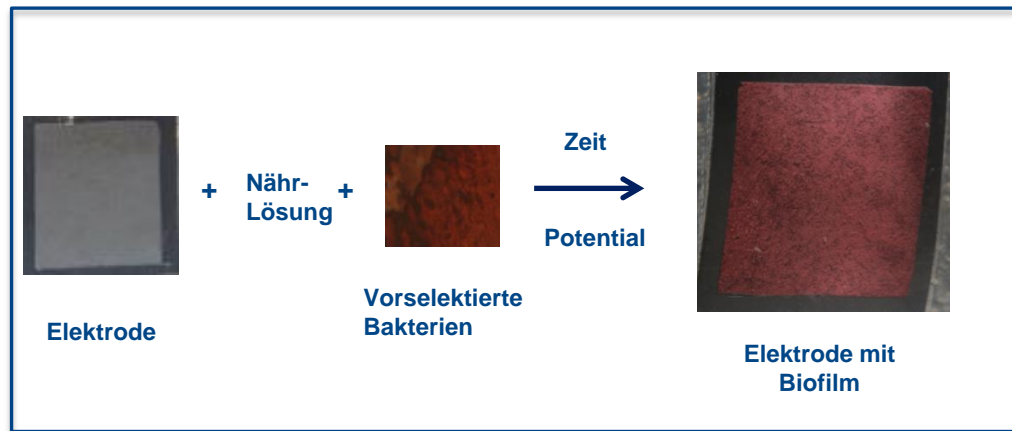 Elektrode
+
Nähr-
Lösung
+
Vorselektierte
Bakterien
Zeit
Potential
Elektrode mit
Biofilm